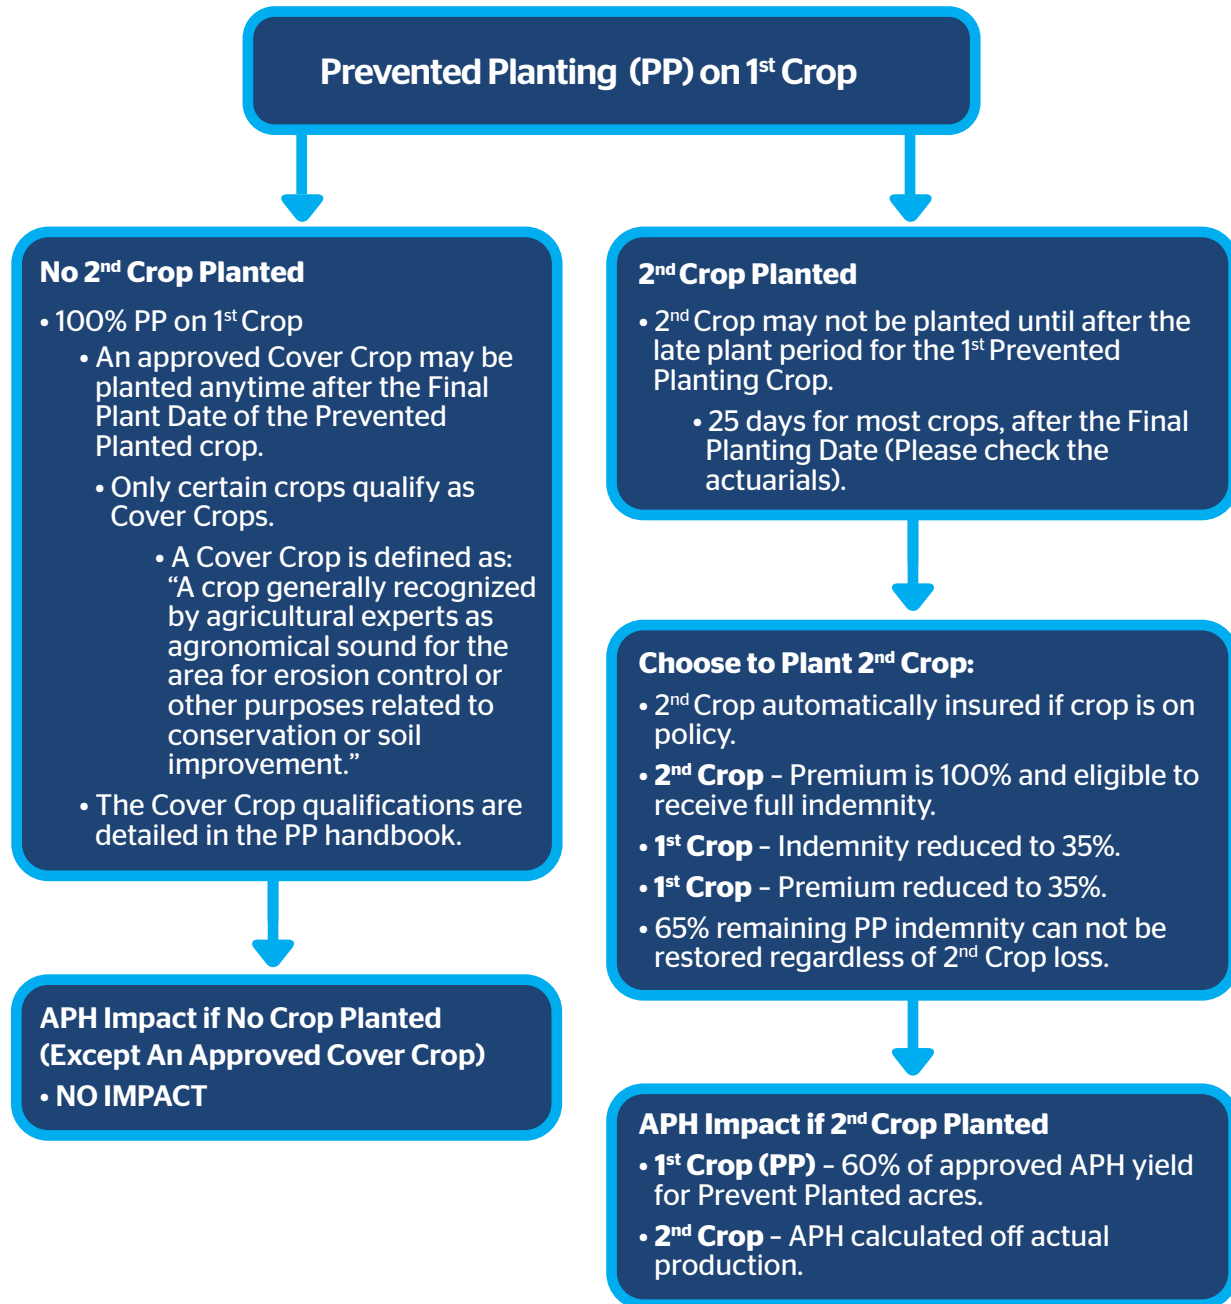 Prevented Planting (PP) on 1st Crop
No 2nd Crop Planted
• 100% PP on 1st Crop
• An approved Cover Crop may be
planted anytime after the Final
Plant Date of the Prevented
Planted crop.
• Only certain crops qualify as
Cover Crops.
• A Cover Crop is defined as:
“A crop generally recognized
by agricultural experts as
agronomical sound for the
area for erosion control or
other purposes related to
conservation or soil
improvement.”
• The Cover Crop qualifications are
detailed in the PP handbook.
APH Impact if No Crop Planted
(Except An Approved Cover Crop)
• NO IMPACT
2nd Crop Planted
• 2nd Crop may not be planted until after the
late plant period for the 1st Prevented
Planting Crop.
• 25 days for most crops, after the Final
Planting Date (Please check the
actuarials).
Choose to Plant 2nd Crop:
• 2nd Crop automatically insured if crop is on
policy.
• 2nd Crop – Premium is 100% and eligible to
receive full indemnity.
• 1st Crop – Indemnity reduced to 35%.
• 1st Crop – Premium reduced to 35%.
• 65% remaining PP indemnity can not be
restored regardless of 2nd Crop loss.
APH Impact if 2nd Crop Planted
• 1st Crop (PP) – 60% of approved APH yield
for Prevent Planted acres.
• 2nd Crop – APH calculated off actual
production.